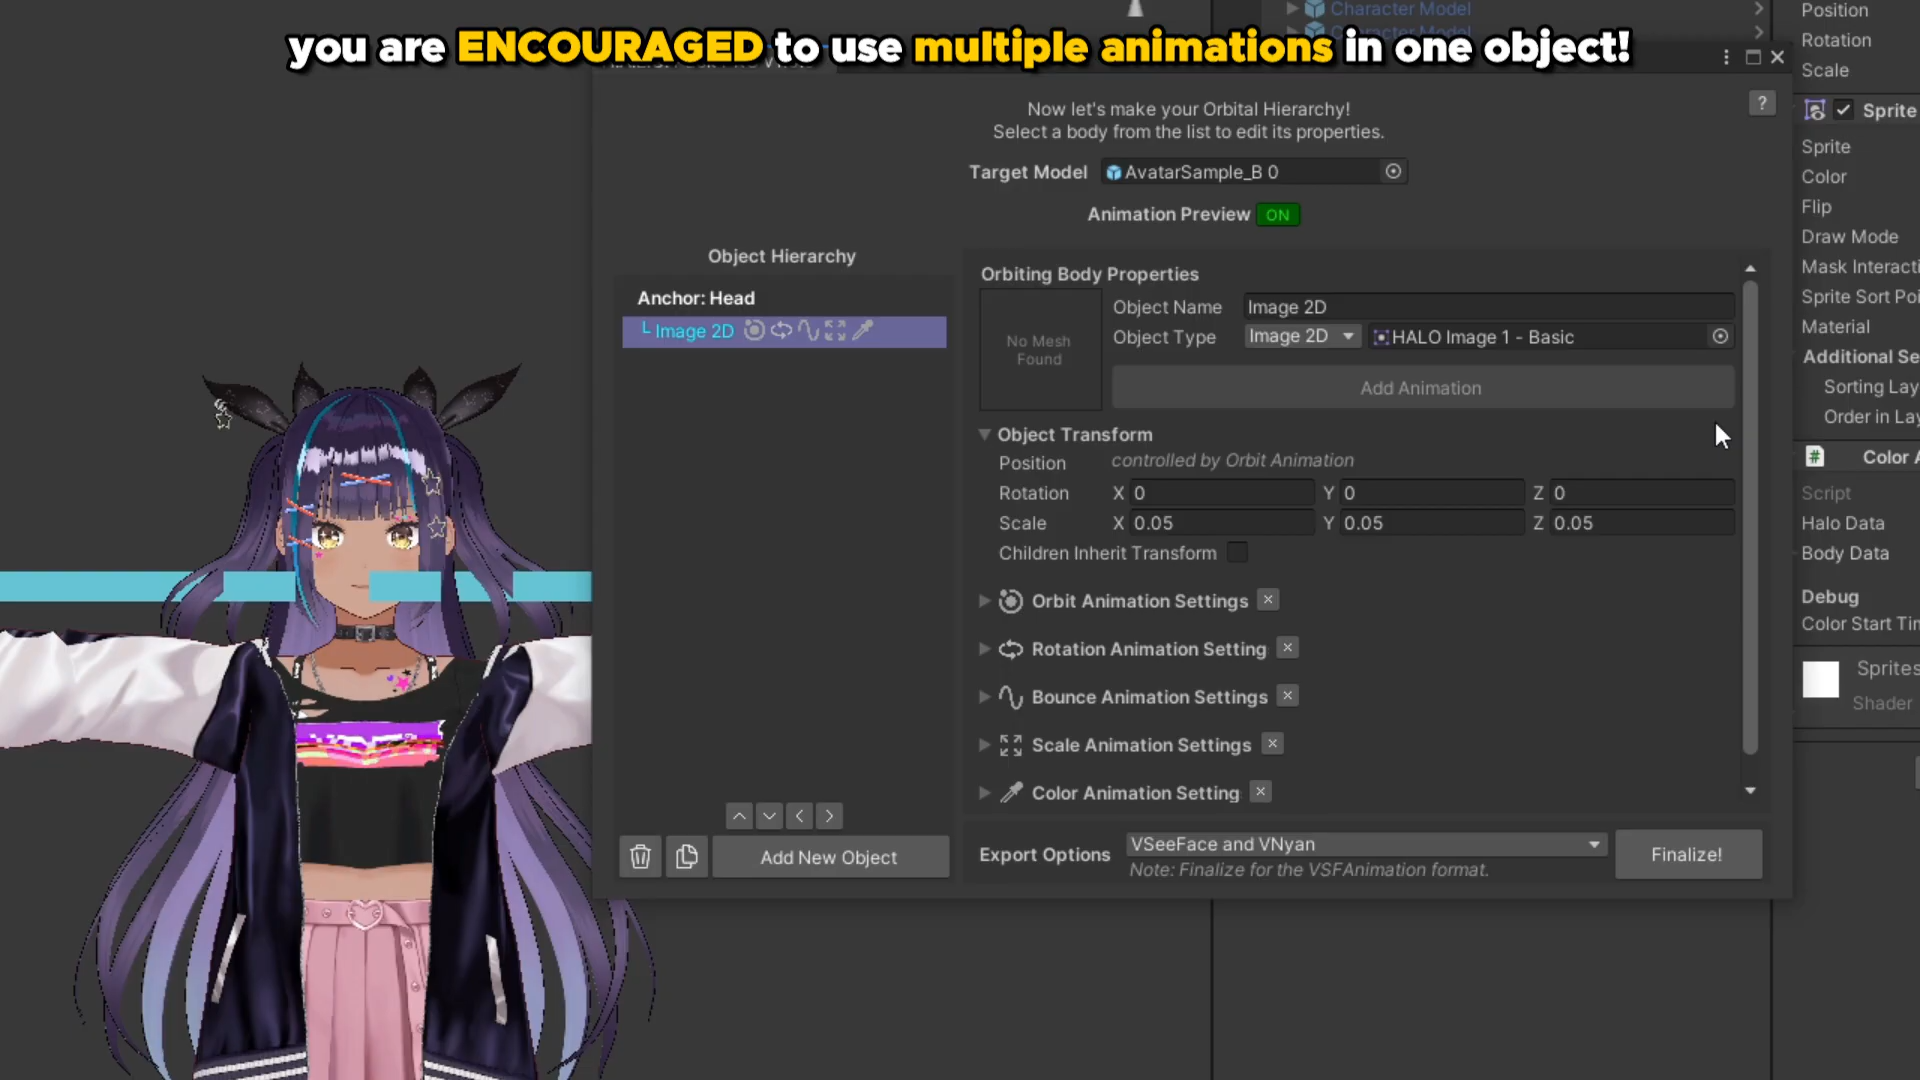 you are ENCOURAGED to use multiple animations in one object!
Character Model
Now let's make your Orbital Hierarchy!
Select a body from the list to edit its properties.
?
Target Model AvatarSample_B 0
Animation Preview ON
Object Hierarchy
Anchor: Head
Image 2D
Add New Object
Orbiting Body Properties
No Mesh
Found
Object Name Image 2D
Object Type Image 2D HALO Image 1 - Basic
Add Animation
Object Transform
Position controlled by Orbit Animation
Rotation X 0 Y 0 Z 0
Scale X 0.05 Y 0.05 Z 0.05
Children Inherit Transform
Orbit Animation Settings
Rotation Animation Setting
Bounce Animation Settings
Scale Animation Settings
Color Animation Setting
Export Options VSeeFace and VNyan
Note: Finalize for the VSFAnimation format.
Finalize!
Position
Rotation
Scale
Sprite
Sprite
Color
Flip
Draw Mode
Mask Interacti
Sprite Sort Poi
Material
Additional Se
Sorting Lay
Order in Lay
# Color A
Script
Halo Data
Body Data
Debug
Color Start Tim
Sprites
Shader